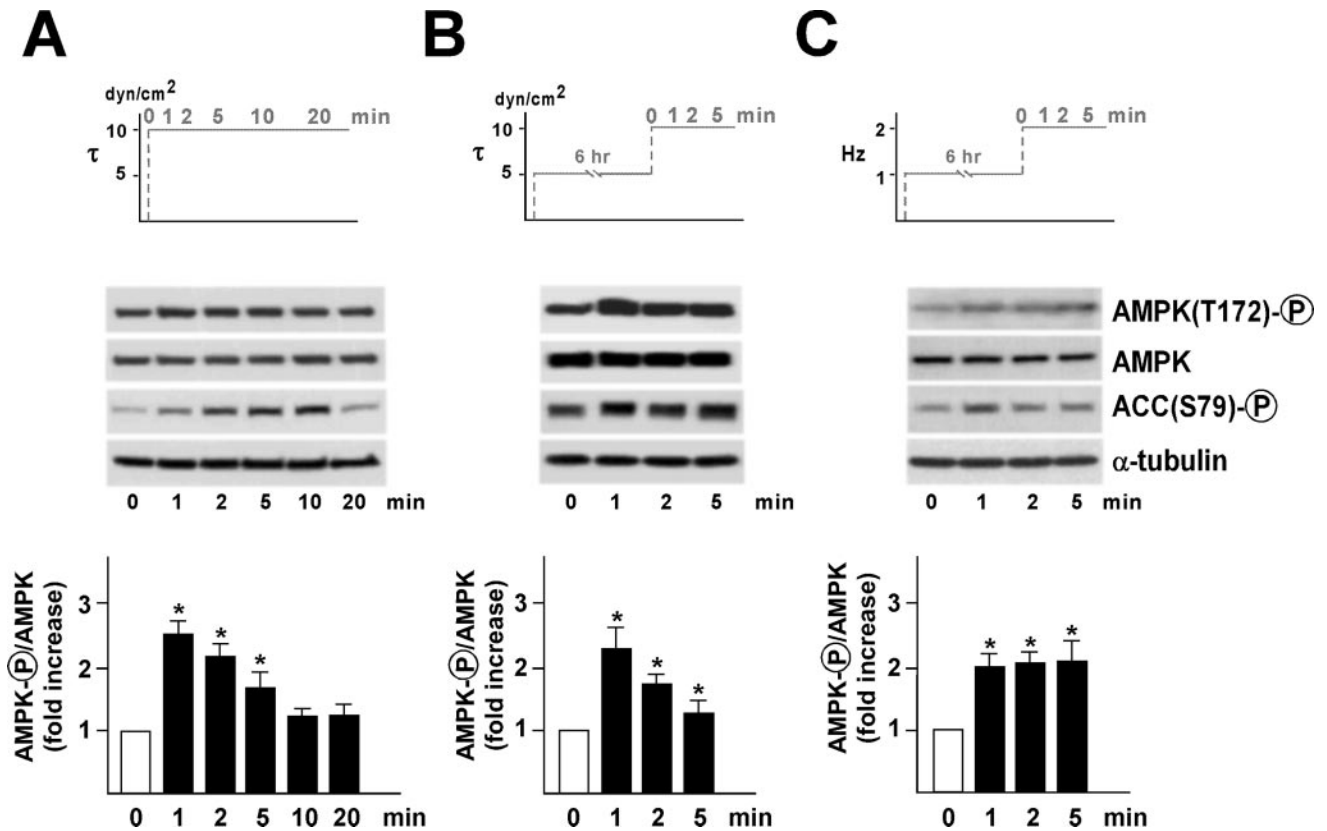 A
B
C
dyn/cm²
0 1 2 5 10 20 min
10
τ
5
dyn/cm²
0 1 2 5 min
10
τ
5
6 hr
0 1 2 5 min
2
Hz
1
6 hr
AMPK(T172)-Ⓟ
AMPK
ACC(S79)-Ⓟ
α-tubulin
0 1 2 5 10 20 min
0 1 2 5 min
0 1 2 5 min
AMPK-Ⓟ/AMPK
(fold increase)
3
2
1
* * *
0 1 2 5 10 20 min
AMPK-Ⓟ/AMPK
(fold increase)
3
2
1
* * *
0 1 2 5 min
AMPK-Ⓟ/AMPK
(fold increase)
3
2
1
* * *
0 1 2 5 min